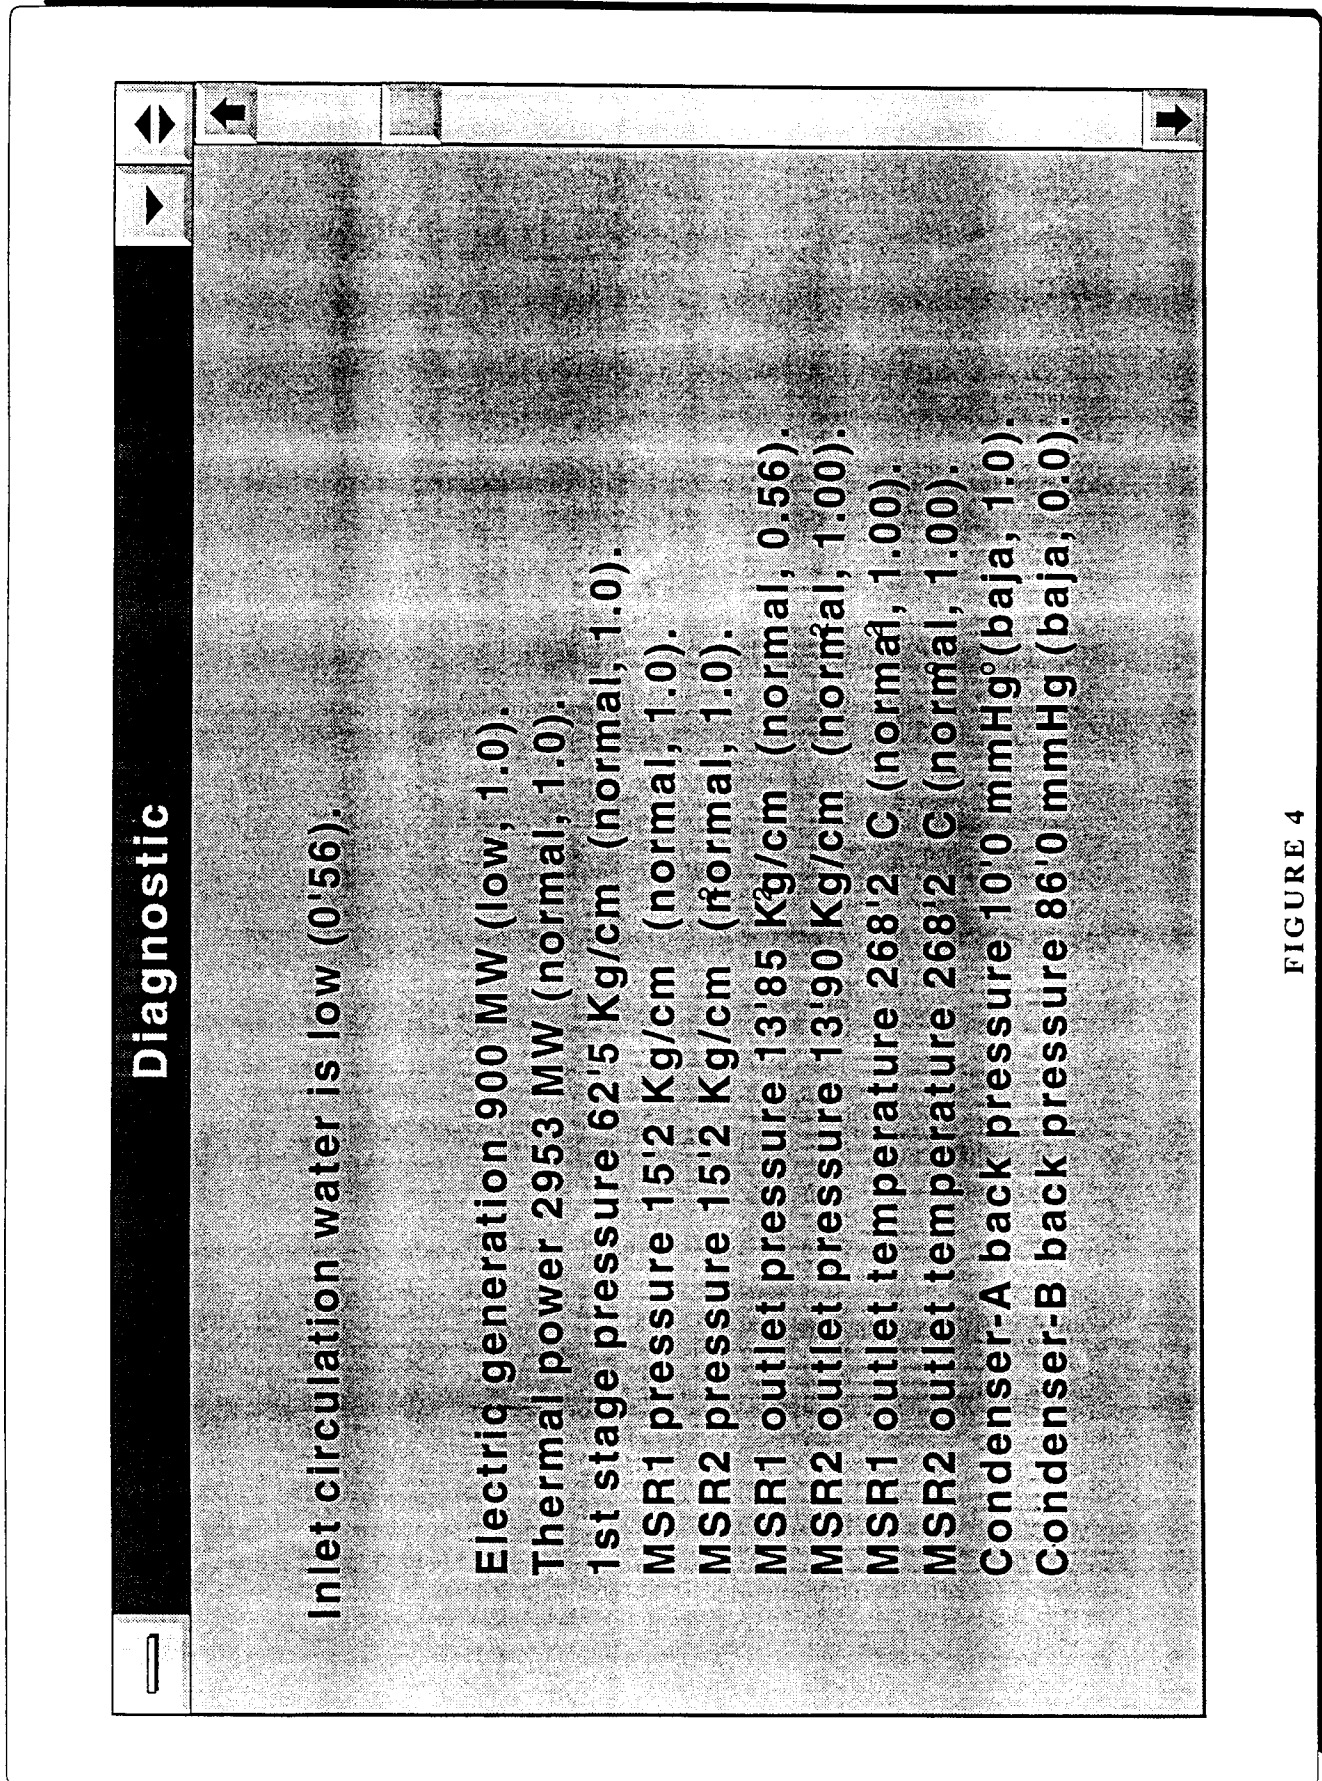 Diagnostic
Inlet circulation water is low (0'56).
Electric generation 900 MW (low, 1.0).
Thermal power 2953 MW (normal, 1.0).
1st stage pressure 62'5 Kg/cm (normal, 1.0).
MSR1 pressure 15'2 Kg/cm (normal, 1.0).
MSR2 pressure 15'2 Kg/cm² (normal, 1.0).
MSR1 outlet pressure 13'85 Kg/cm² (normal, 0.56).
MSR2 outlet pressure 13'90 Kg/cm² (normal, 1.00).
MSR1 outlet temperature 268'2 C (normal², 1.00).
MSR2 outlet temperature 268'2 C (normal, 1.00).
Condenser-A back pressure 10'0 mmHg° (baja, 1.0).
Condenser-B back pressure 86'0 mmHg (baja, 0.0).
FIGURE 4